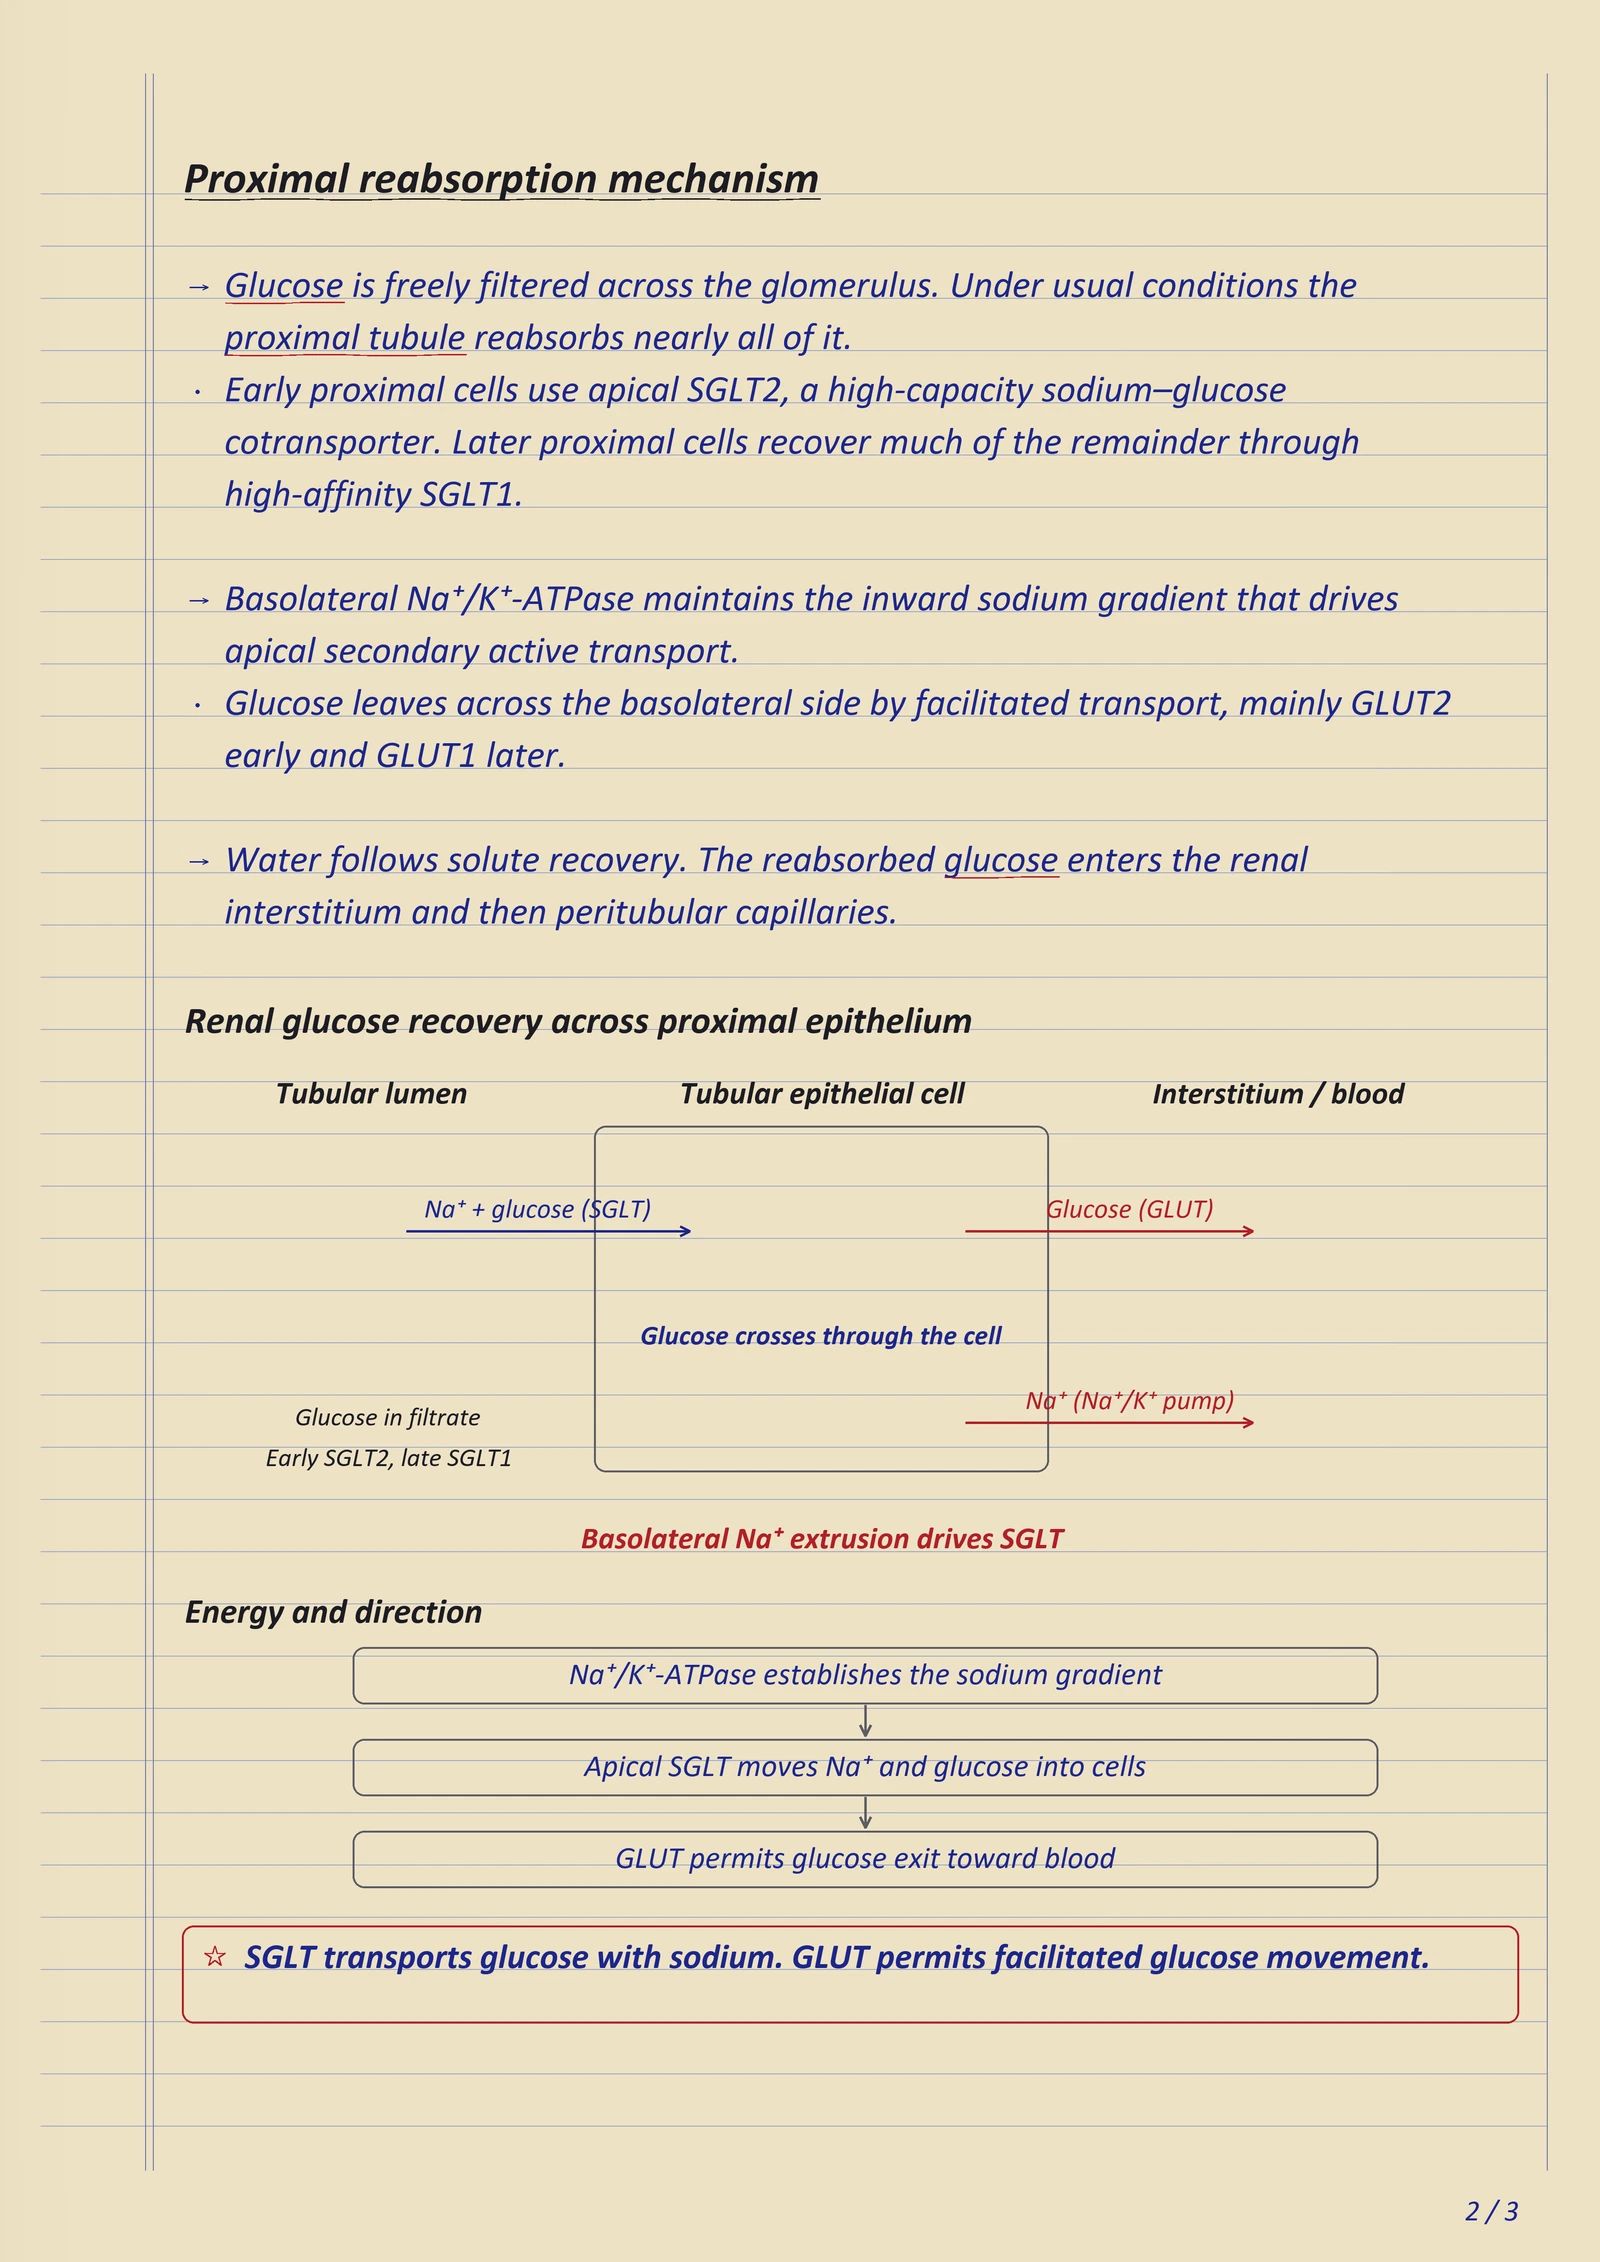 Proximal reabsorption mechanism
→ Glucose is freely filtered across the glomerulus. Under usual conditions the
proximal tubule reabsorbs nearly all of it.
· Early proximal cells use apical SGLT2, a high-capacity sodium–glucose
cotransporter. Later proximal cells recover much of the remainder through
high-affinity SGLT1.
→ Basolateral Na⁺/K⁺-ATPase maintains the inward sodium gradient that drives
apical secondary active transport.
· Glucose leaves across the basolateral side by facilitated transport, mainly GLUT2
early and GLUT1 later.
→ Water follows solute recovery. The reabsorbed glucose enters the renal
interstitium and then peritubular capillaries.
Renal glucose recovery across proximal epithelium
Tubular lumen
Tubular epithelial cell
Interstitium / blood
Na⁺ + glucose (SGLT)
Glucose (GLUT)
Glucose crosses through the cell
Na⁺ (Na⁺/K⁺ pump)
Glucose in filtrate
Early SGLT2, late SGLT1
Basolateral Na⁺ extrusion drives SGLT
Energy and direction
Na⁺/K⁺-ATPase establishes the sodium gradient
Apical SGLT moves Na⁺ and glucose into cells
GLUT permits glucose exit toward blood
☆ SGLT transports glucose with sodium. GLUT permits facilitated glucose movement.
2 / 3